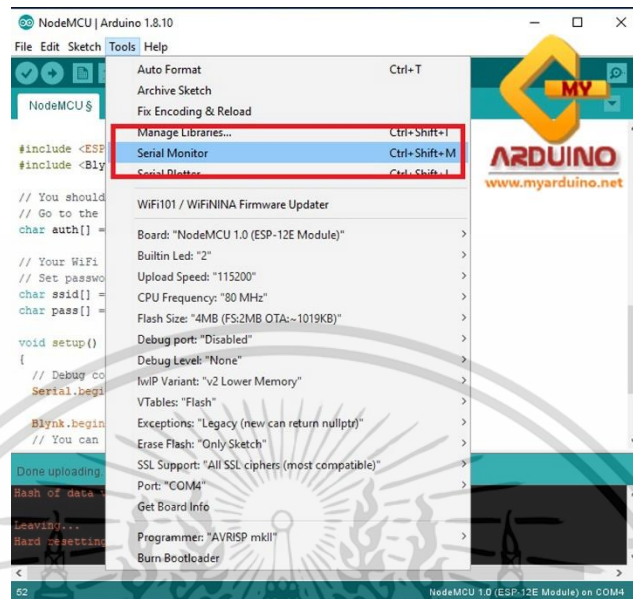 NodeMCU | Arduino 1.8.10
File Edit Sketch Tools Help
NodeMCU §
Auto Format Ctrl+T
Archive Sketch
Fix Encoding & Reload
Manage Libraries... Ctrl+Shift+I
Serial Monitor Ctrl+Shift+M
Serial Plotter Ctrl+Shift+L
WiFi101 / WiFiNINA Firmware Updater
Board: "NodeMCU 1.0 (ESP-12E Module)"
Builtin Led: "2"
Upload Speed: "115200"
CPU Frequency: "80 MHz"
Flash Size: "4MB (FS:2MB OTA:~1019KB)"
Debug port: "Disabled"
Debug Level: "None"
IwIP Variant: "v2 Lower Memory"
VTables: "Flash"
Exceptions: "Legacy (new can return nullptr)"
Erase Flash: "Only Sketch"
SSL Support: "All SSL ciphers (most compatible)"
Port: "COM4"
Get Board Info
Programmer: "AVRISP mkII"
Burn Bootloader
MY
ARDUINO
www.myarduino.net
#include <ESP
#include <Bly
// You should
// Go to the
char auth[] =
// Your WiFi
// Set passwo
char ssid[] =
char pass[] =
void setup()
{
// Debug co
Serial.begi
Blynk.begin
// You can
Done uploading.
Hash of data v
Leaving...
Hard resetting
52 NodeMCU 1.0 (ESP-12E Module) on COM4